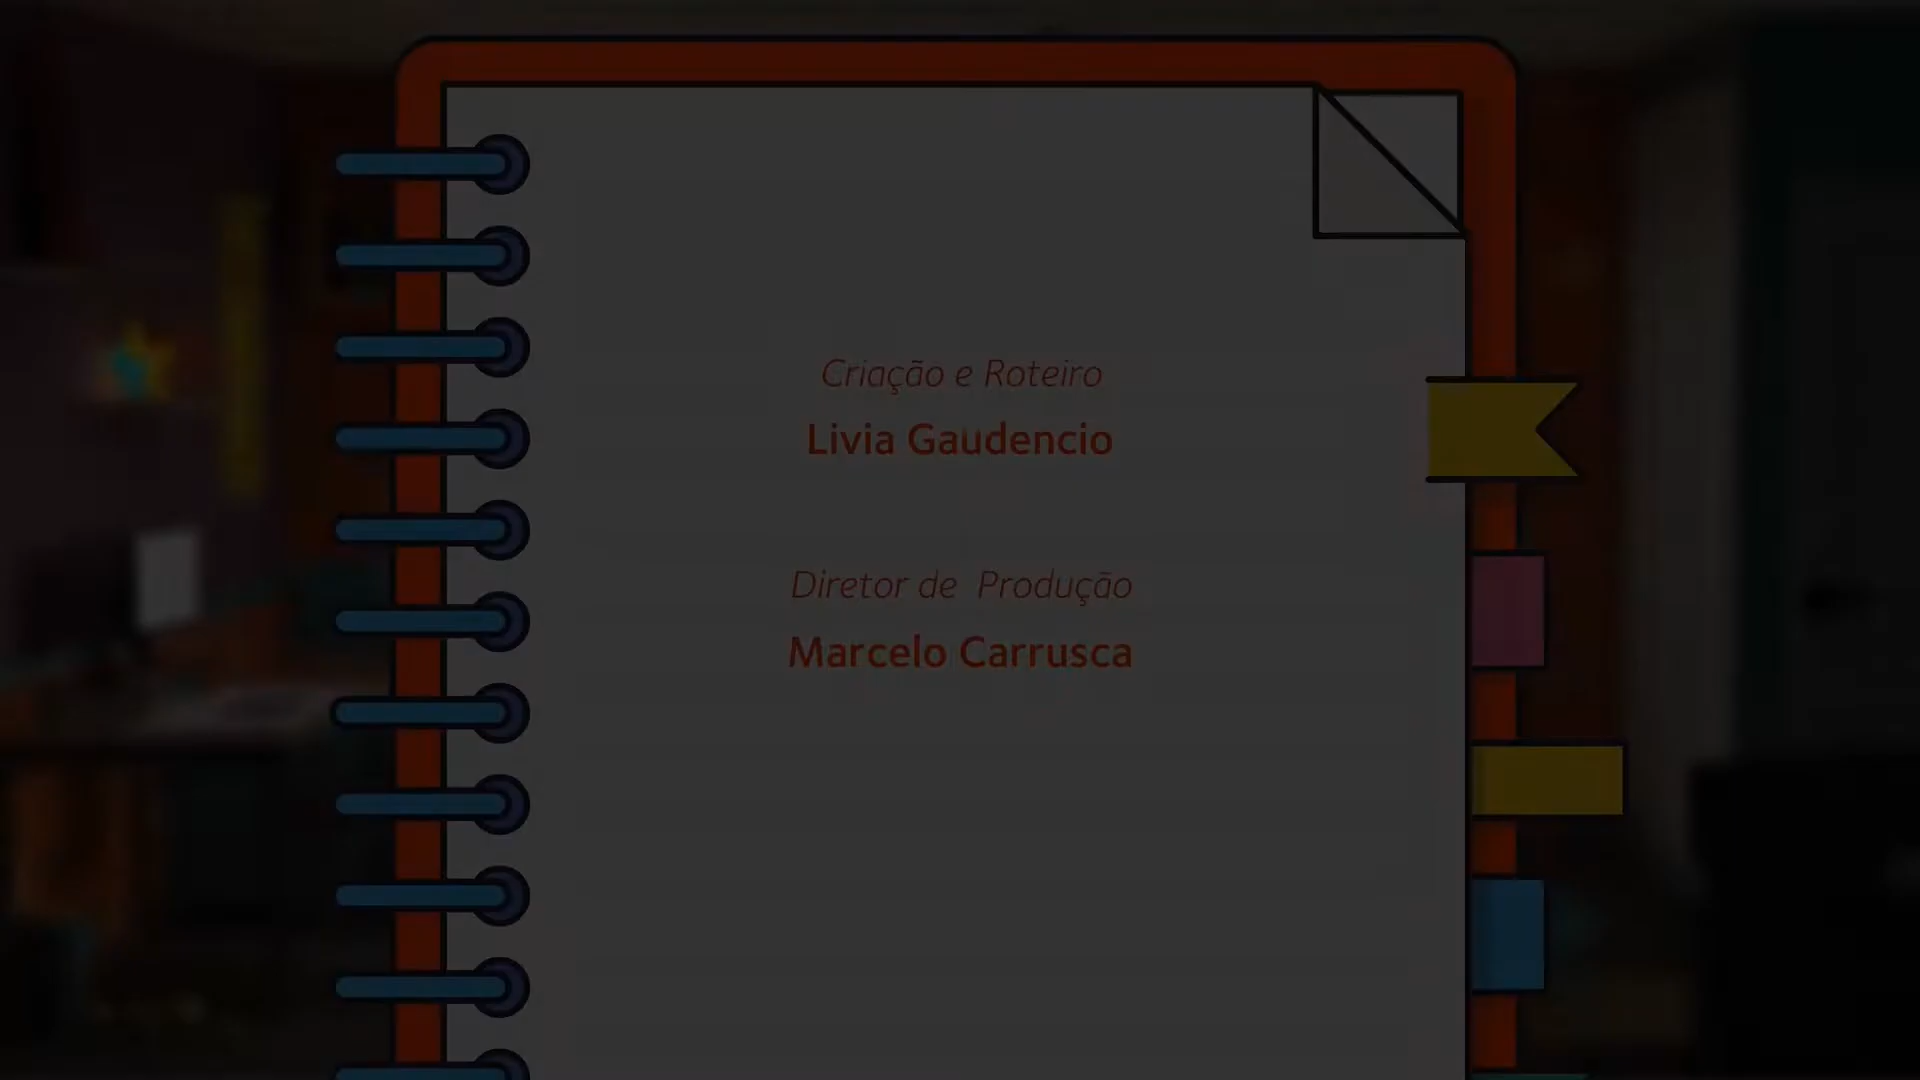 Criação e Roteiro
Livia Gaudencio
Diretor de Produção
Marcelo Carrusca